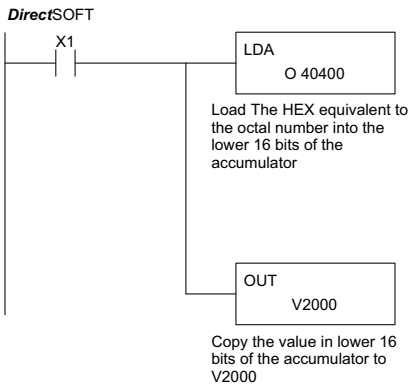 DirectSOFT
X1
LDA
O 40400
Load The HEX equivalent to
the octal number into the
lower 16 bits of the
accumulator
OUT
V2000
Copy the value in lower 16
bits of the accumulator to
V2000